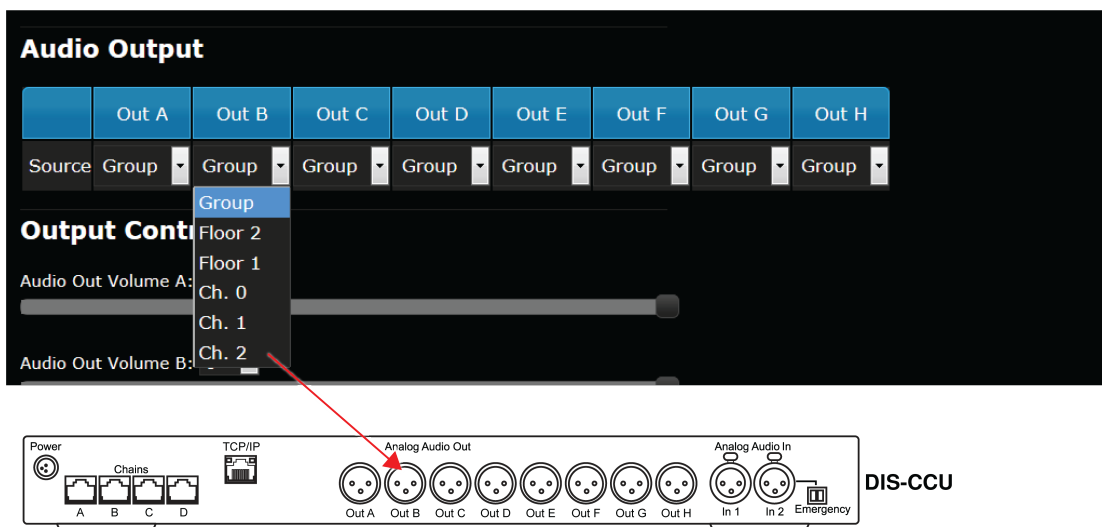 Audio Output
Out A Out B Out C Out D Out E Out F Out G Out H
Source Group Group Group Group Group Group Group Group
Group
Floor 2
Floor 1
Ch. 0
Ch. 1
Ch. 2
Output Cont
Audio Out Volume A:
Audio Out Volume B:
Power TCP/IP Analog Audio Out Analog Audio In
Chains
DIS-CCU
A B C D Out A Out B Out C Out D Out E Out F Out G Out H In 1 In 2 Emergency